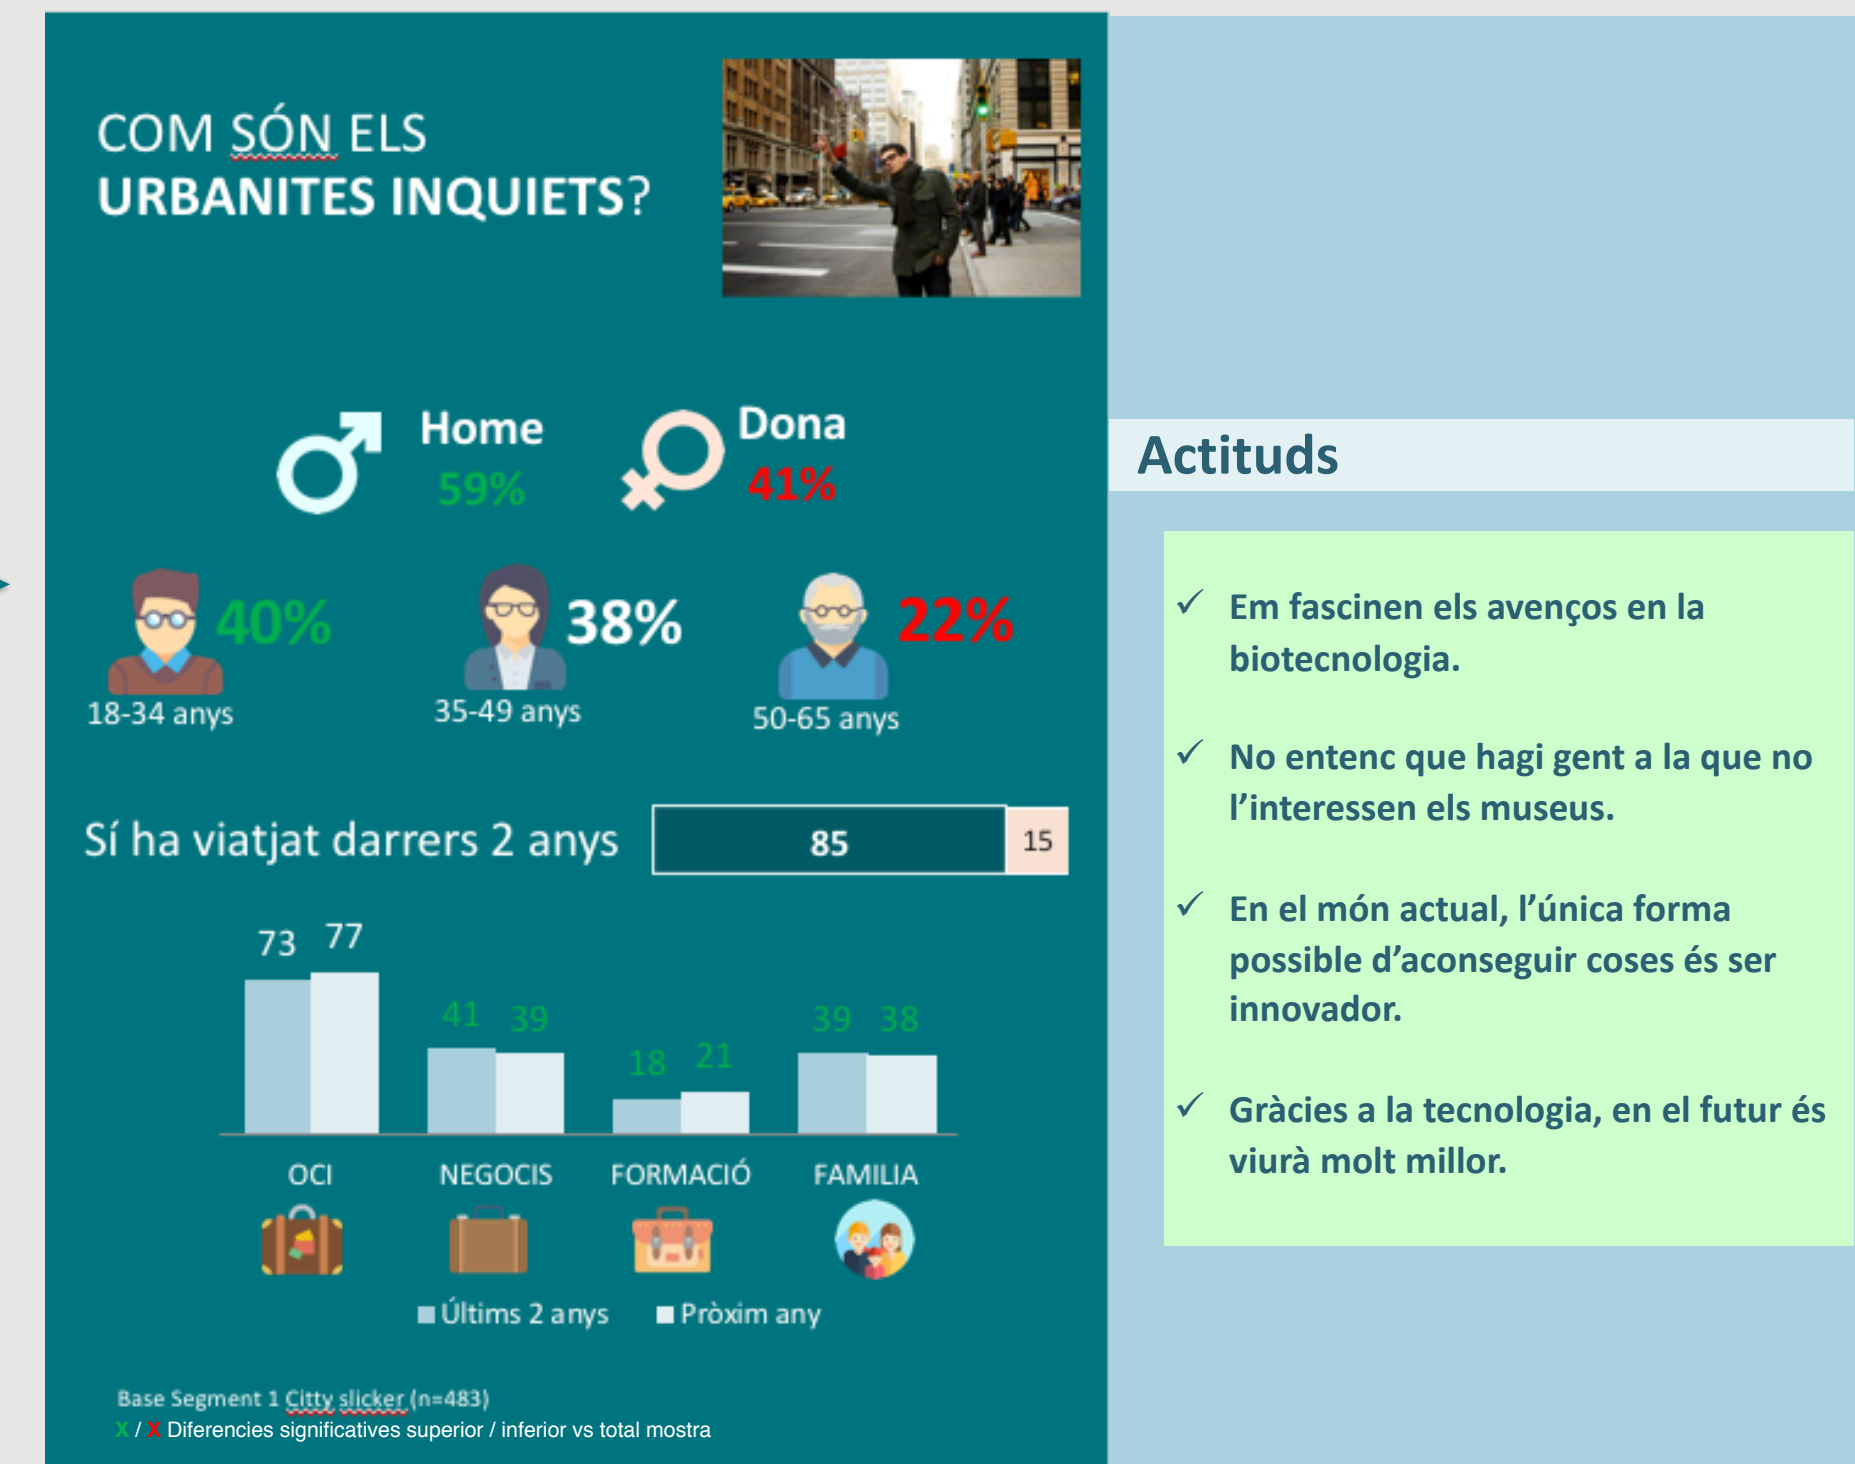 COM SÓN ELS
URBANITES INQUIETS?
Home
59%
Dona
41%
40%
18-34 anys
38%
35-49 anys
22%
50-65 anys
Sí ha viatjat darrers 2 anys
85
15
73 77
41 39
18 21
39 38
OCI
NEGOCIS
FORMACIÓ
FAMILIA
Últims 2 anys
Pròxim any
Base Segment 1 Citty slicker (n=483)
X / X Diferencies significatives superior / inferior vs total mostra
Actituds
✓ Em fascinen els avenços en la
biotecnologia.
✓ No entenc que hagi gent a la que no
l’interessen els museus.
✓ En el món actual, l’única forma
possible d’aconseguir coses és ser
innovador.
✓ Gràcies a la tecnologia, en el futur és
viurà molt millor.